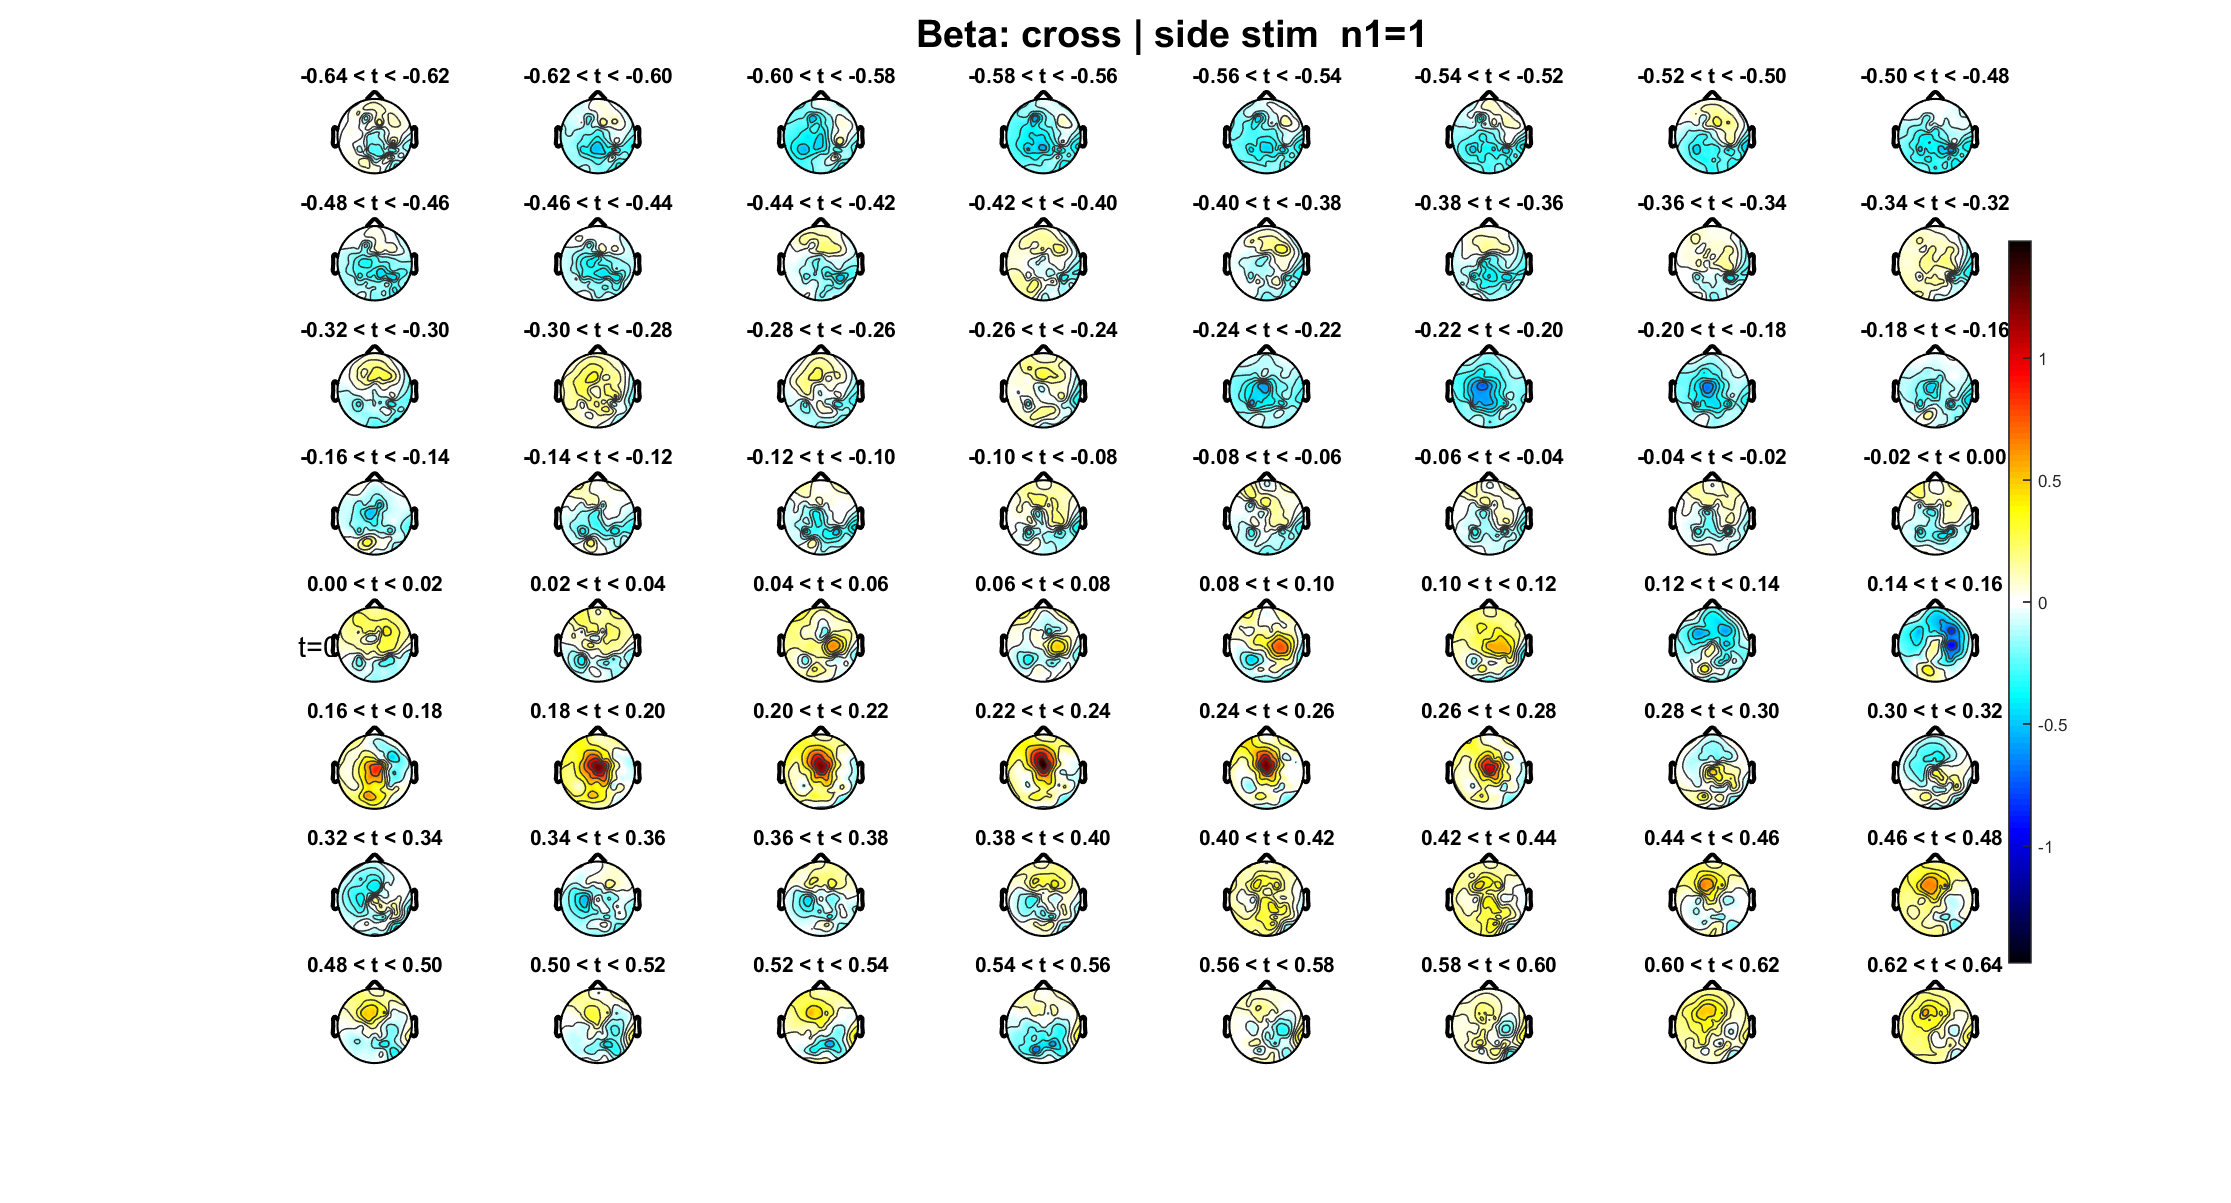 Beta: cross | side stim  n1=1
-0.64 < t < -0.62 -0.62 < t < -0.60 -0.60 < t < -0.58 -0.58 < t < -0.56 -0.56 < t < -0.54 -0.54 < t < -0.52 -0.52 < t < -0.50 -0.50 < t < -0.48
-0.48 < t < -0.46 -0.46 < t < -0.44 -0.44 < t < -0.42 -0.42 < t < -0.40 -0.40 < t < -0.38 -0.38 < t < -0.36 -0.36 < t < -0.34 -0.34 < t < -0.32
-0.32 < t < -0.30 -0.30 < t < -0.28 -0.28 < t < -0.26 -0.26 < t < -0.24 -0.24 < t < -0.22 -0.22 < t < -0.20 -0.20 < t < -0.18 -0.18 < t < -0.16
1
-0.16 < t < -0.14 -0.14 < t < -0.12 -0.12 < t < -0.10 -0.10 < t < -0.08 -0.08 < t < -0.06 -0.06 < t < -0.04 -0.04 < t < -0.02 -0.02 < t < 0.00
0.5
0.00 < t < 0.02 0.02 < t < 0.04 0.04 < t < 0.06 0.06 < t < 0.08 0.08 < t < 0.10 0.10 < t < 0.12 0.12 < t < 0.14 0.14 < t < 0.16
0
t=0
0.16 < t < 0.18 0.18 < t < 0.20 0.20 < t < 0.22 0.22 < t < 0.24 0.24 < t < 0.26 0.26 < t < 0.28 0.28 < t < 0.30 0.30 < t < 0.32
-0.5
0.32 < t < 0.34 0.34 < t < 0.36 0.36 < t < 0.38 0.38 < t < 0.40 0.40 < t < 0.42 0.42 < t < 0.44 0.44 < t < 0.46 0.46 < t < 0.48
-1
0.48 < t < 0.50 0.50 < t < 0.52 0.52 < t < 0.54 0.54 < t < 0.56 0.56 < t < 0.58 0.58 < t < 0.60 0.60 < t < 0.62 0.62 < t < 0.64